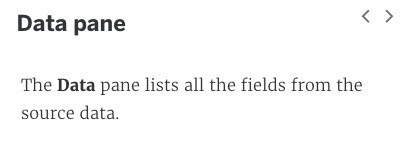 Data pane
The Data pane lists all the fields from the
source data.